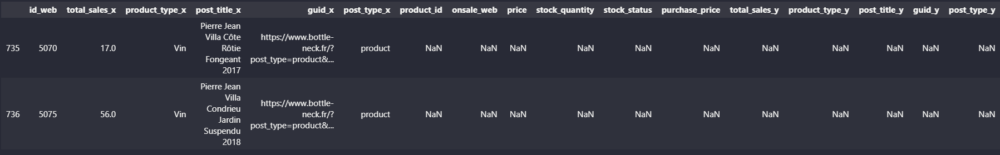 id_web total_sales_x product_type_x post_title_x guid_x post_type_x product_id onsale_web price stock_quantity stock_status purchase_price total_sales_y product_type_y post_title_y guid_y post_type_y
Pierre Jean
Villa Côte
https://www.bottle-
735 5070 17.0 Vin Rôtie neck.fr/? product NaN NaN NaN NaN NaN NaN NaN NaN NaN NaN NaN
Fongeant post_type=product&...
2017
Pierre Jean
Villa
https://www.bottle-
Condrieu
736 5075 56.0 Vin neck.fr/? product NaN NaN NaN NaN NaN NaN NaN NaN NaN NaN NaN
Jardin
post_type=product&...
Suspendu
2018